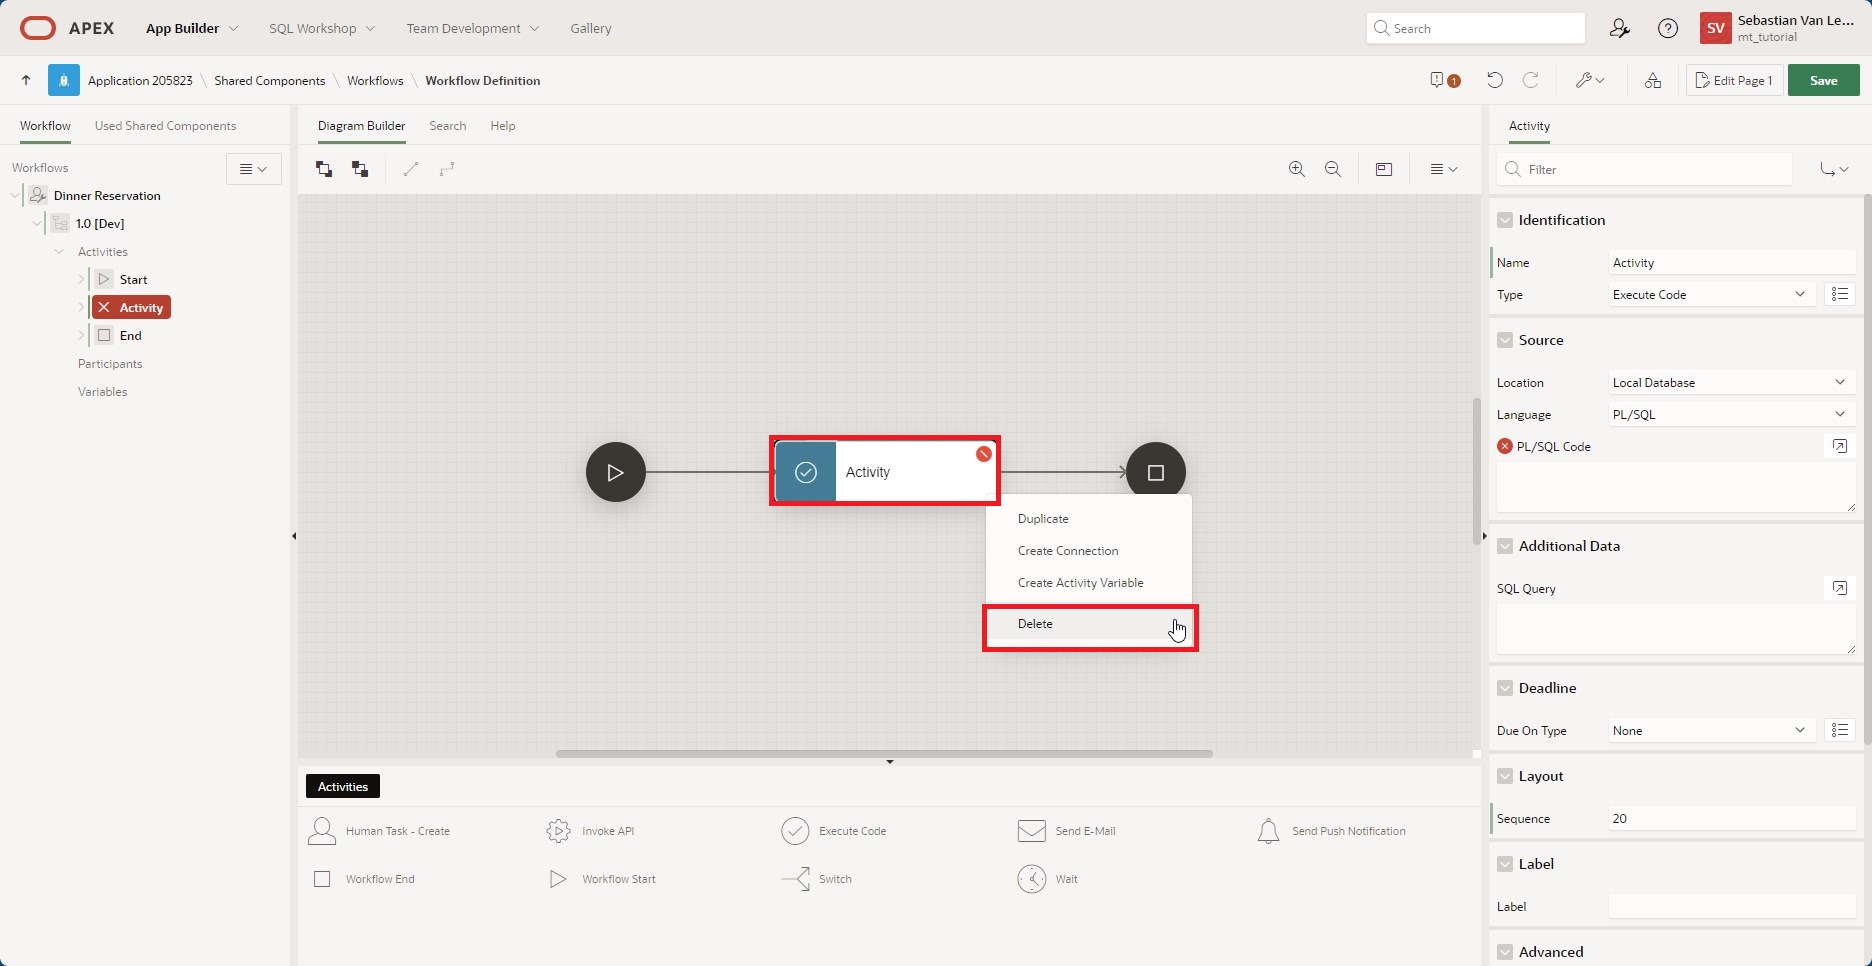 APEX App Builder SQL Workshop Team Development Gallery Search SV Sebastian Van Le...
mt_tutorial
Application 205823 \ Shared Components \ Workflows \ Workflow Definition 1 Edit Page 1 Save
Workflow Used Shared Components
Workflows
Dinner Reservation
1.0 [Dev]
Activities
Start
Activity
End
Participants
Variables
Diagram Builder Search Help
Activity
Duplicate
Create Connection
Create Activity Variable
Delete
Activities
Human Task - Create Invoke API Execute Code Send E-Mail Send Push Notification
Workflow End Workflow Start Switch Wait
Activity
Filter
Identification
Name Activity
Type Execute Code
Source
Location Local Database
Language PL/SQL
PL/SQL Code
Additional Data
SQL Query
Deadline
Due On Type None
Layout
Sequence 20
Label
Label
Advanced